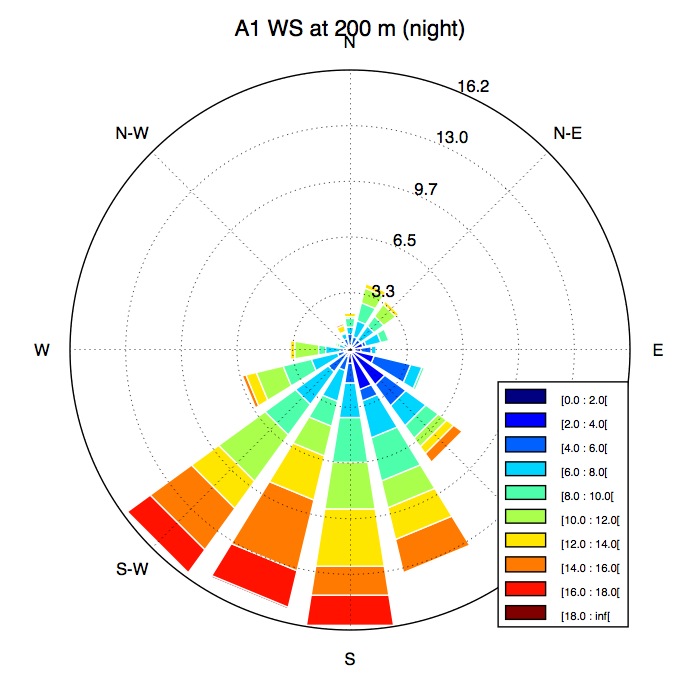 A1 WS at 200 m (night)
N
16.2
N-W
N-E
13.0
9.7
6.5
3.3
W
E
[0.0 : 2.0[
[2.0 : 4.0[
[4.0 : 6.0[
[6.0 : 8.0[
[8.0 : 10.0[
[10.0 : 12.0[
[12.0 : 14.0[
[14.0 : 16.0[
[16.0 : 18.0[
[18.0 : inf[
S-W
S